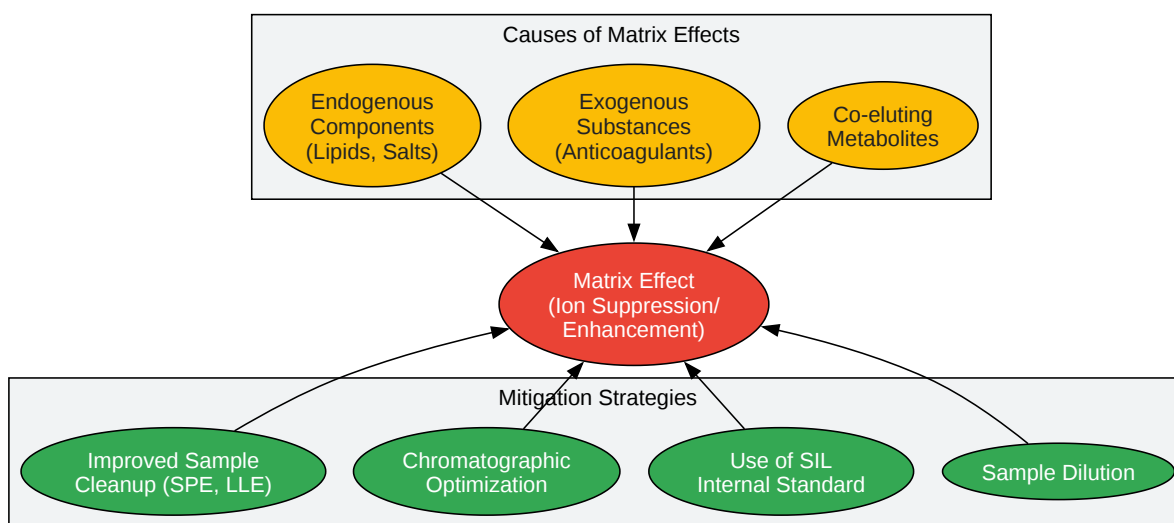 Causes of Matrix Effects
Endogenous
Components
(Lipids, Salts)
Exogenous
Substances
(Anticoagulants)
Co-eluting
Metabolites
Matrix Effect
(Ion Suppression/
Enhancement)
Mitigation Strategies
Improved Sample
Cleanup (SPE, LLE)
Chromatographic
Optimization
Use of SIL
Internal Standard
Sample Dilution